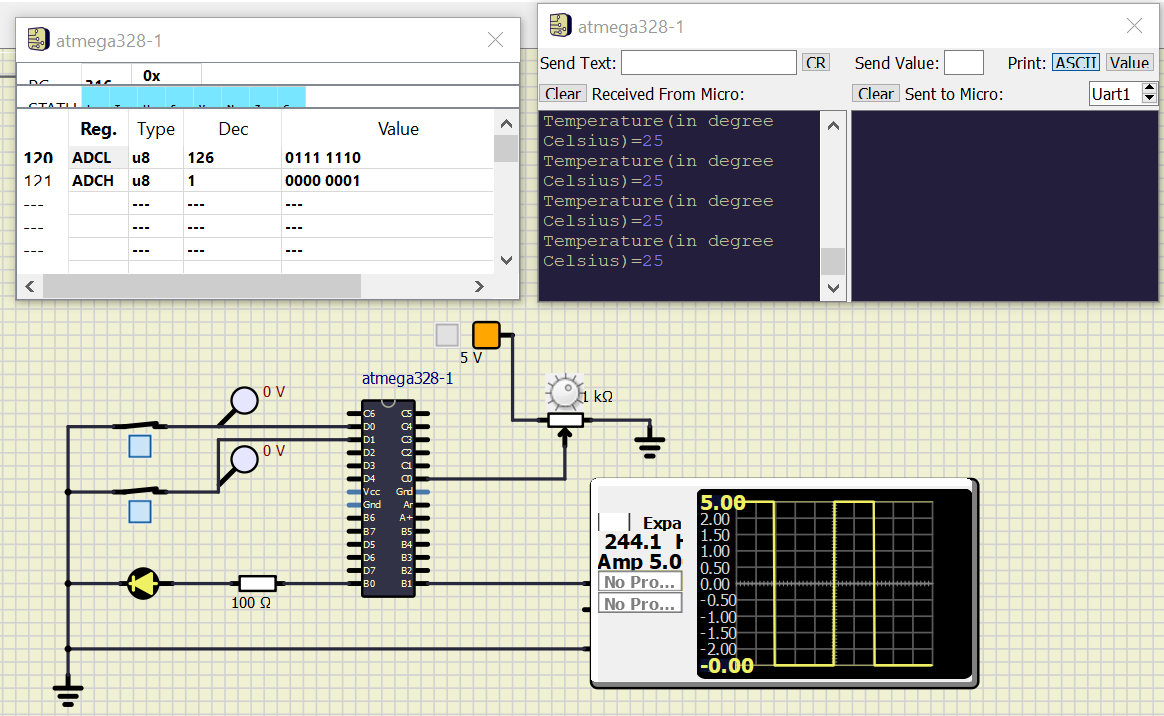 atmega328-1
0x
Reg. Type Dec Value
120 ADCL u8 126 0111 1110
121 ADCH u8 1 0000 0001
--- --- --- ---
--- --- --- ---
--- --- --- ---
atmega328-1
Send Text: CR Send Value: Print: ASCII Value
Clear Received From Micro: Clear Sent to Micro: Uart1
Temperature(in degree
Celsius)=25
Temperature(in degree
Celsius)=25
Temperature(in degree
Celsius)=25
Temperature(in degree
Celsius)=25
5 V
atmega328-1
0 V
1 kΩ
0 V
C6 C5
D0 C4
D1 C3
D2 C2
D3 C1
D4 C0
Vcc Gnd
Gnd Ar
B6 A+
B7 B5
D5 B4
D6 B3
D7 B2
B0 B1
100 Ω
Expa
244.1 H
Amp 5.0
No Pro...
No Pro...
5.00
2.00
1.50
1.00
0.50
0.00
-0.50
-1.00
-1.50
-2.00
-0.00